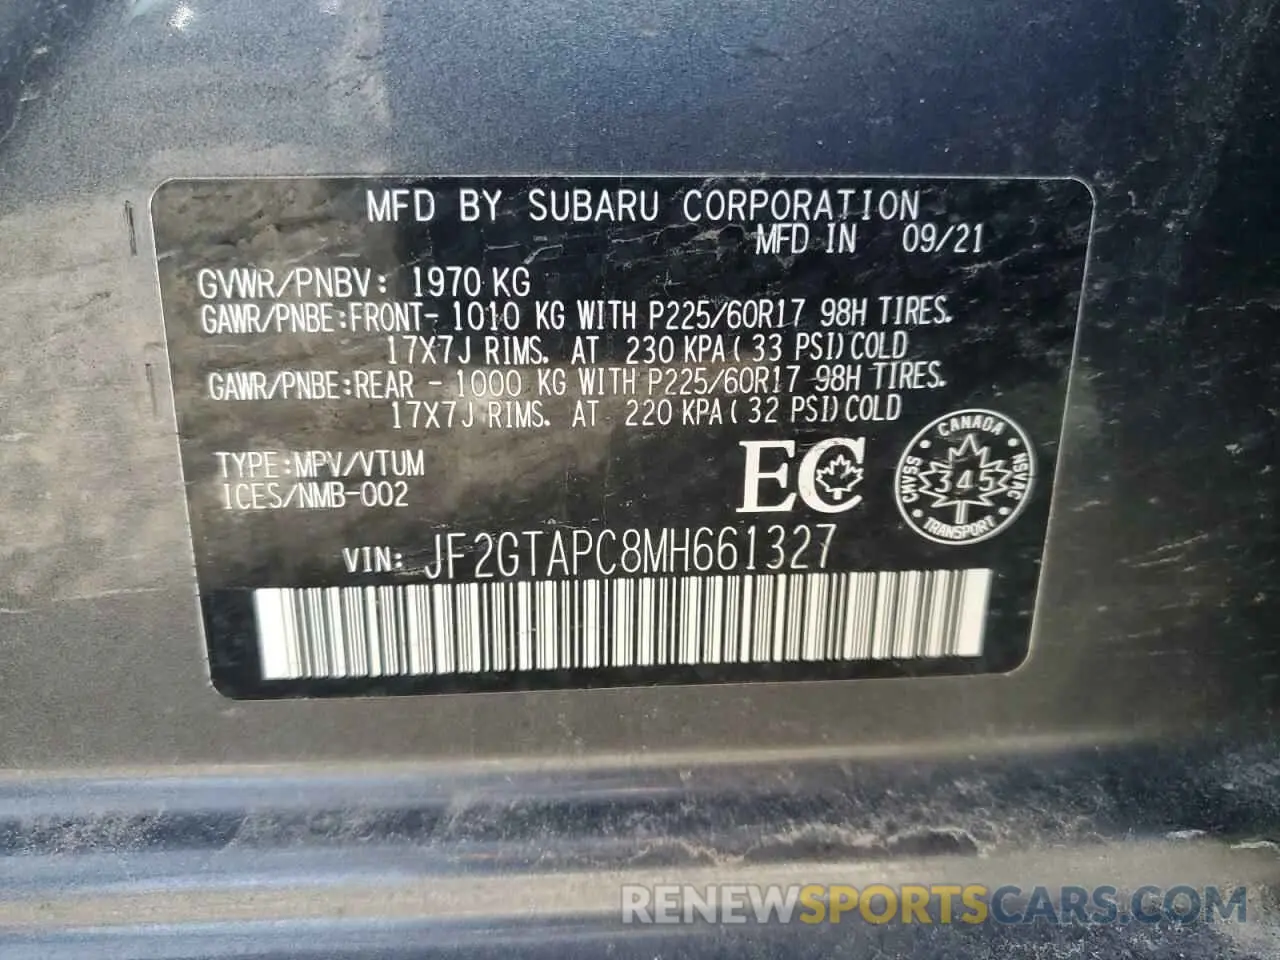 MFD BY SUBARU CORPORATION
MFD IN 09/21
GVWR/PNBV: 1970 KG
GAWR/PNBE:FRONT- 1010 KG WITH P225/60R17 98H TIRES.
17X7J RIMS. AT 230 KPA(33 PSI)COLD
GAWR/PNBE:REAR - 1000 KG WITH P225/60R17 98H TIRES.
17X7J RIMS. AT 220 KPA(32 PSI)COLD
TYPE:MPV/VTUM
ICES/NMB-002
EC
CANADA
CMVSS 345 NSVAC
TRANSPORT
VIN: JF2GTAPC8MH661327
RENEWSPORTSCARS.COM